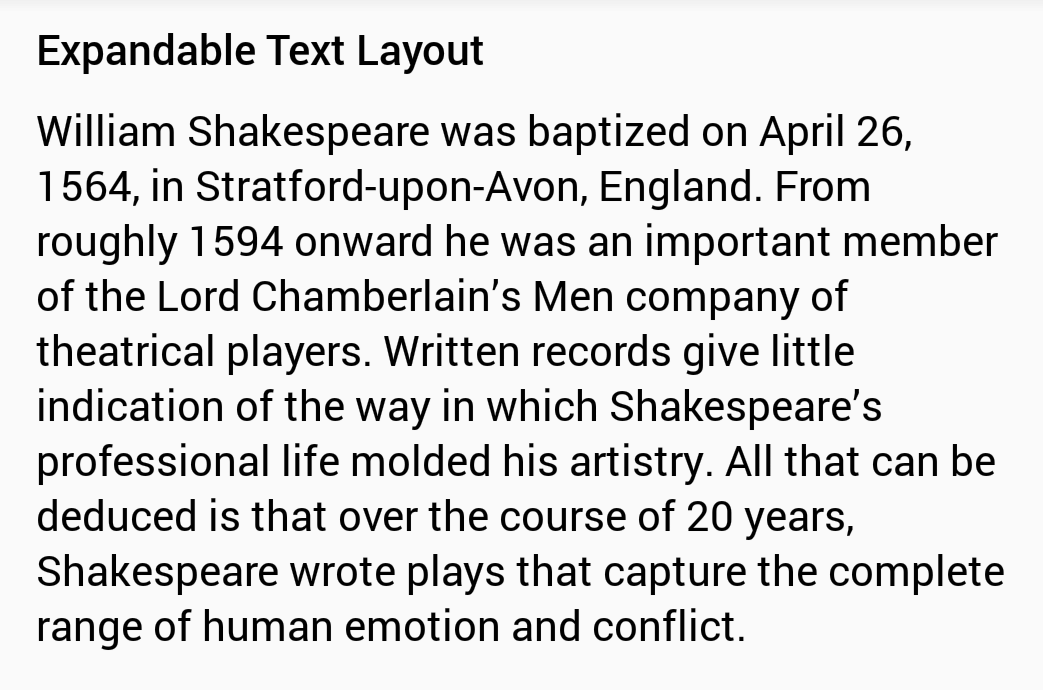 Expandable Text Layout
William Shakespeare was baptized on April 26,
1564, in Stratford-upon-Avon, England. From
roughly 1594 onward he was an important member
of the Lord Chamberlain’s Men company of
theatrical players. Written records give little
indication of the way in which Shakespeare’s
professional life molded his artistry. All that can be
deduced is that over the course of 20 years,
Shakespeare wrote plays that capture the complete
range of human emotion and conflict.